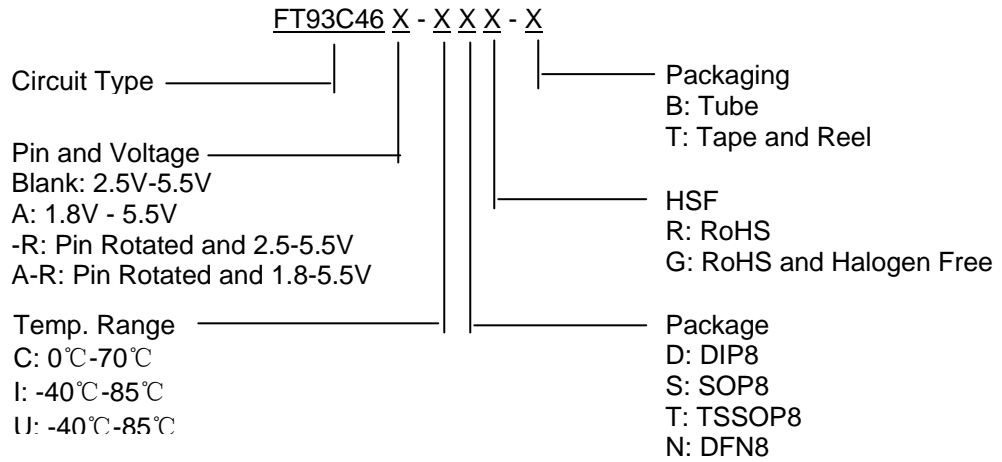 FT93C46 X - X X X - X
Circuit Type
Pin and Voltage
Blank: 2.5V-5.5V
A: 1.8V - 5.5V
-R: Pin Rotated and 2.5-5.5V
A-R: Pin Rotated and 1.8-5.5V
Temp. Range
C: 0℃-70℃
I: -40℃-85℃
U: -40℃-85℃
Packaging
B: Tube
T: Tape and Reel
HSF
R: RoHS
G: RoHS and Halogen Free
Package
D: DIP8
S: SOP8
T: TSSOP8
N: DFN8